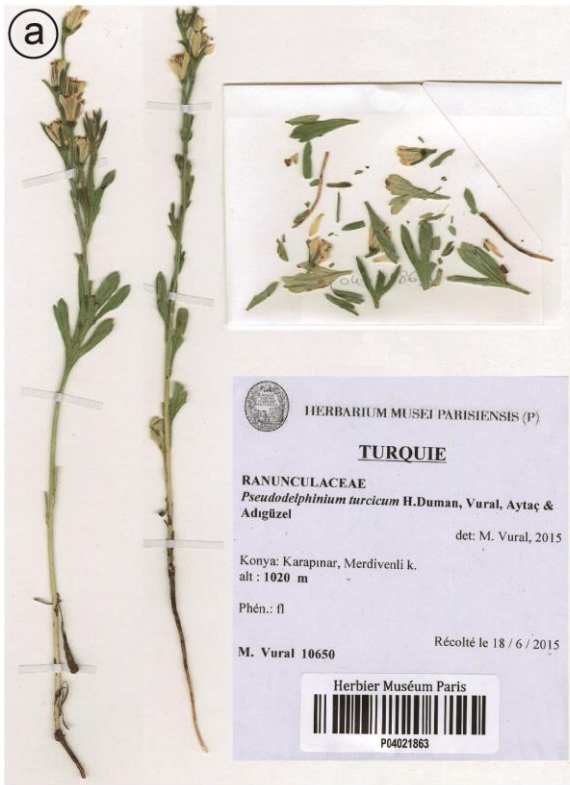 a
HERBARIUM MUSEI PARISIENSIS (P)
TURQUIE
RANUNCULACEAE
Pseudodelphinium turcicum H.Duman, Vural, Aytaç &
Adıgüzel
det: M. Vural, 2015
Konya: Karapınar, Merdivenli k.
alt : 1020 m
Phén.: fl
Récolté le 18 / 6 / 2015
M. Vural 10650
Herbier Muséum Paris
P04021863